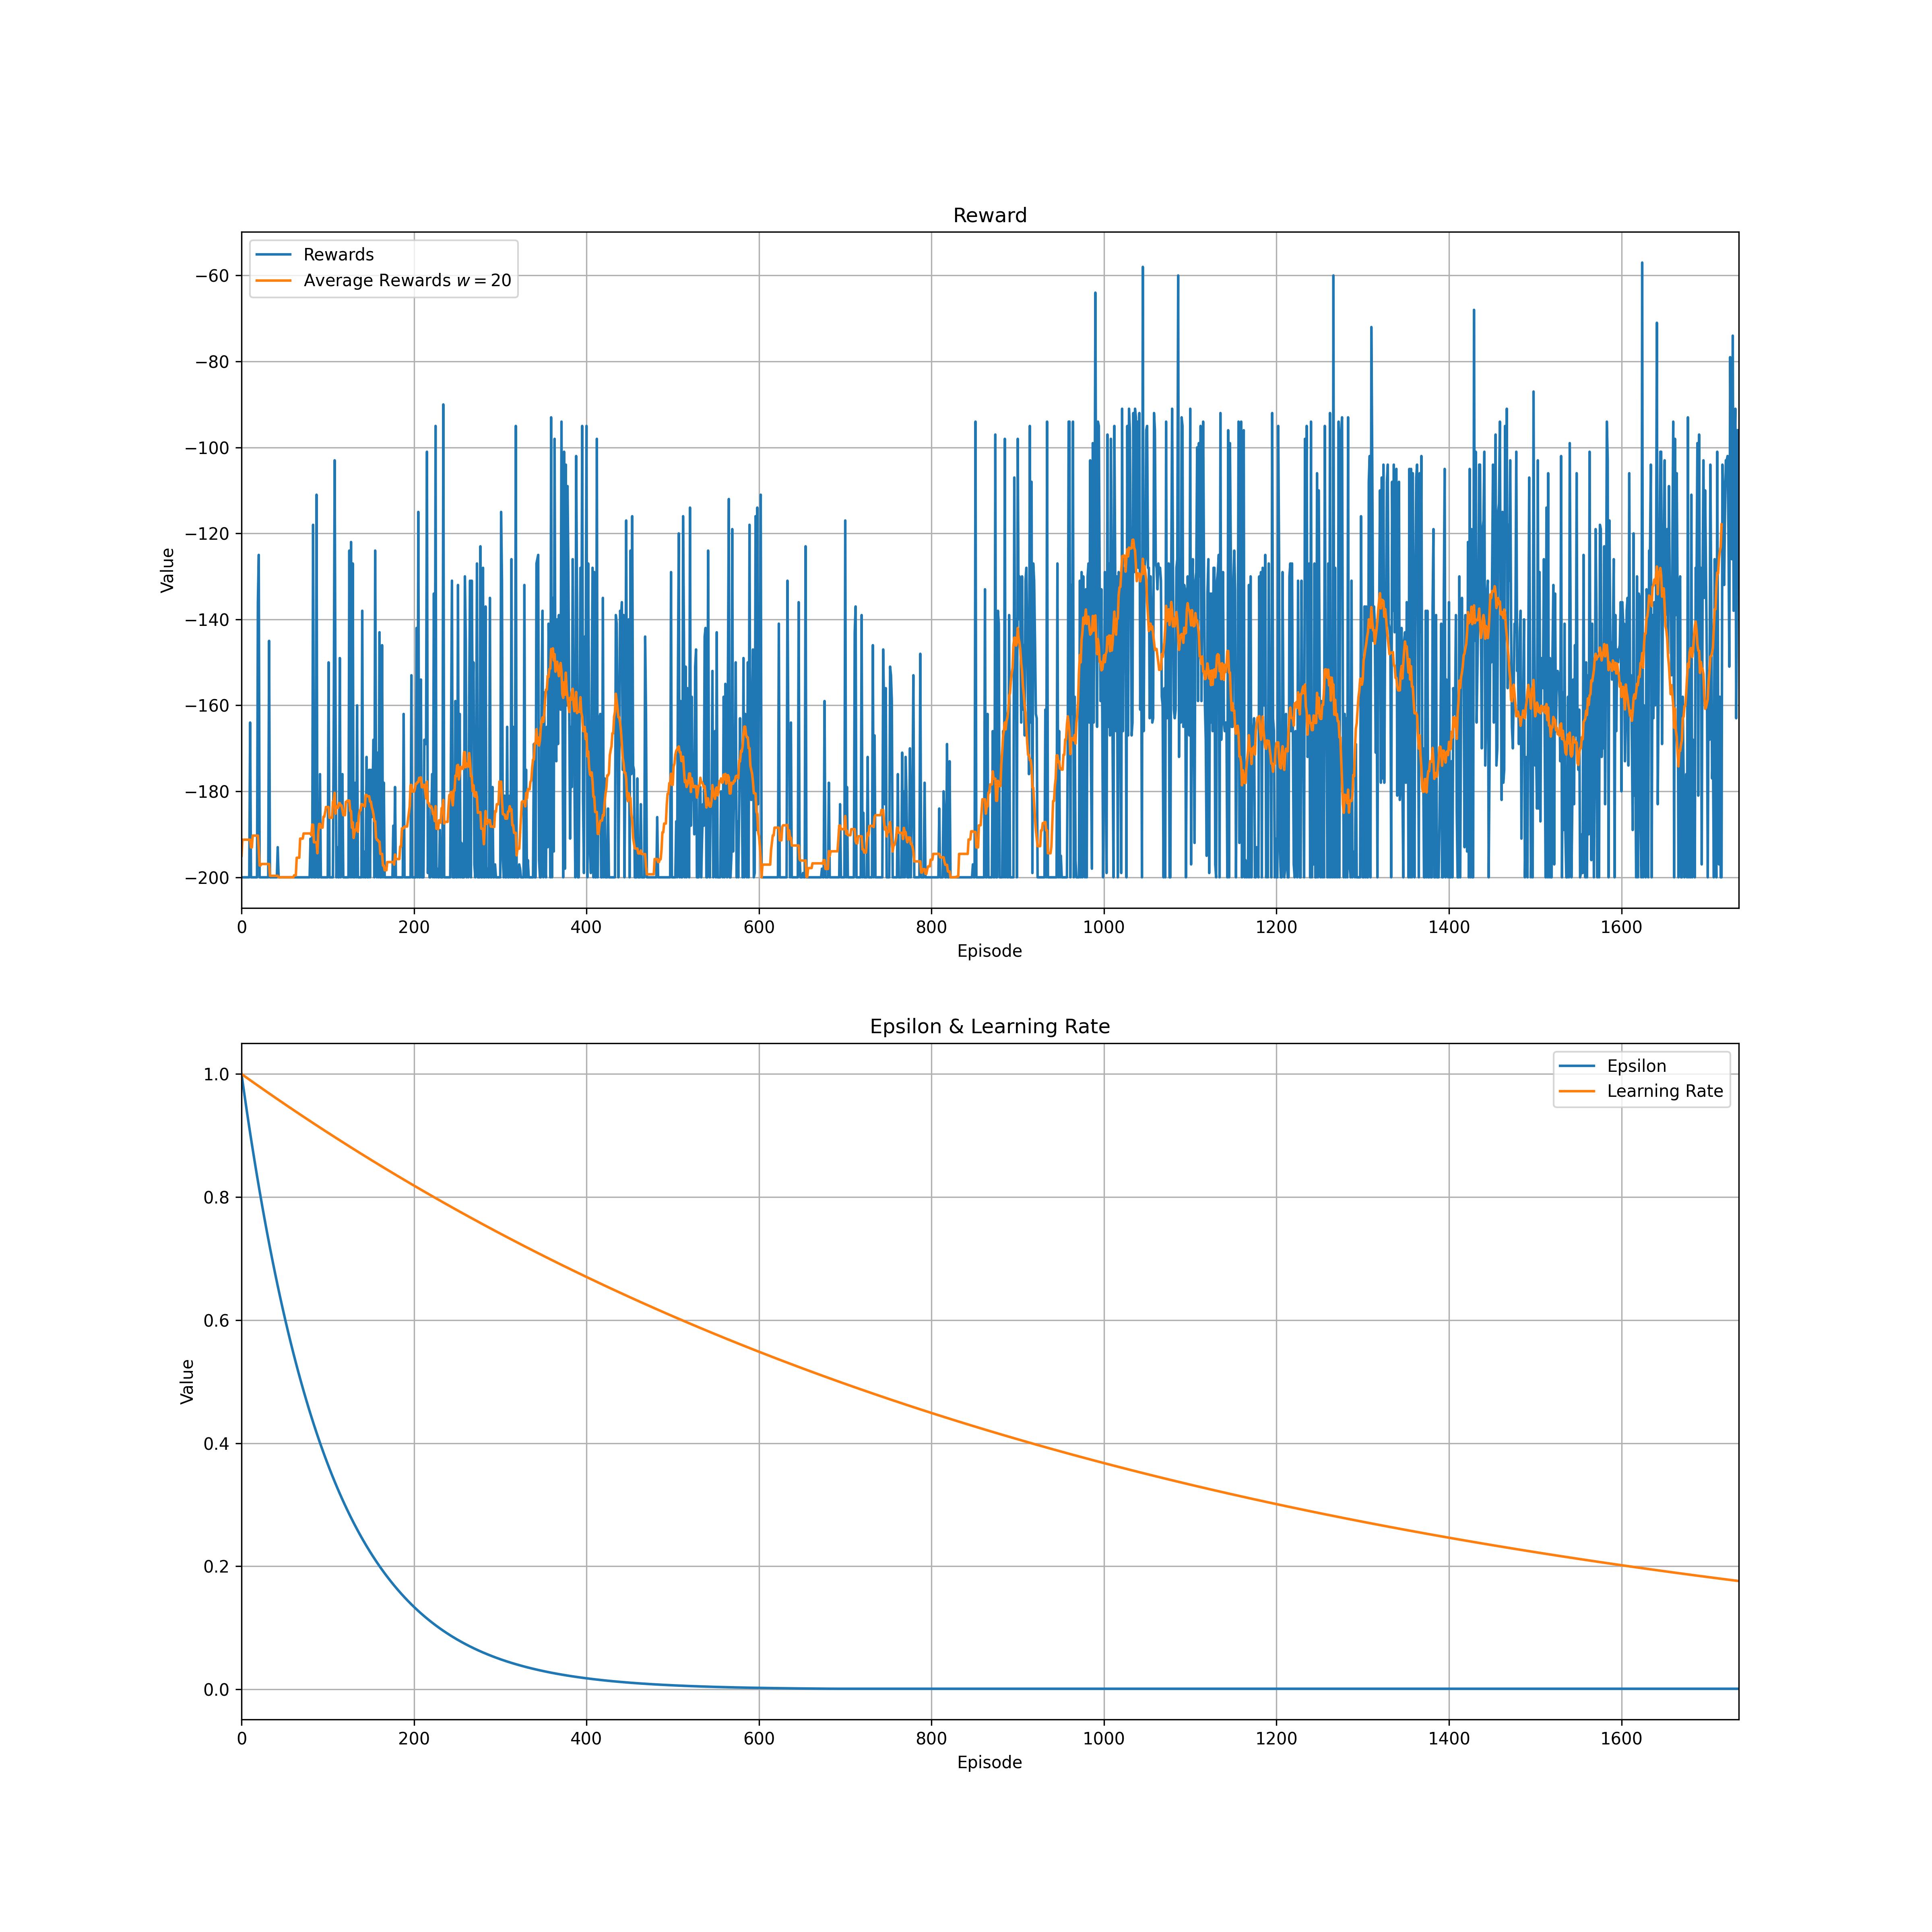 Reward
Rewards
Average Rewards w = 20
−60
−80
−100
−120
−140
−160
−180
−200
Value
0 200 400 600 800 1000 1200 1400 1600
Episode
Epsilon & Learning Rate
Epsilon
Learning Rate
1.0
0.8
0.6
0.4
0.2
0.0
Value
0 200 400 600 800 1000 1200 1400 1600
Episode